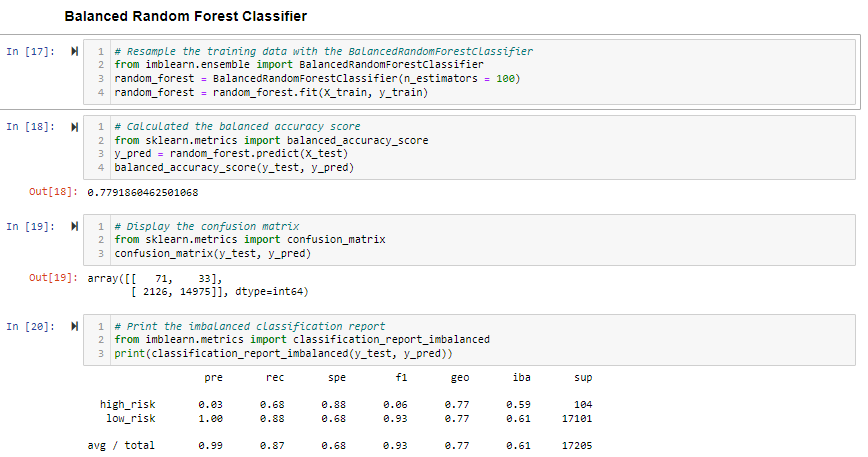 Balanced Random Forest Classifier
In [17]: 1 # Resample the training data with the BalancedRandomForestClassifier
2 from imblearn.ensemble import BalancedRandomForestClassifier
3 random_forest = BalancedRandomForestClassifier(n_estimators = 100)
4 random_forest = random_forest.fit(X_train, y_train)
In [18]: 1 # Calculated the balanced accuracy score
2 from sklearn.metrics import balanced_accuracy_score
3 y_pred = random_forest.predict(X_test)
4 balanced_accuracy_score(y_test, y_pred)
Out[18]: 0.7791860462501068
In [19]: 1 # Display the confusion matrix
2 from sklearn.metrics import confusion_matrix
3 confusion_matrix(y_test, y_pred)
Out[19]: array([[   71,    33],
[ 2126, 14975]], dtype=int64)
In [20]: 1 # Print the imbalanced classification report
2 from imblearn.metrics import classification_report_imbalanced
3 print(classification_report_imbalanced(y_test, y_pred))
pre rec spe f1 geo iba sup
high_risk 0.03 0.68 0.88 0.06 0.77 0.59 104
low_risk 1.00 0.88 0.68 0.93 0.77 0.61 17101
avg / total 0.99 0.87 0.68 0.93 0.77 0.61 17205